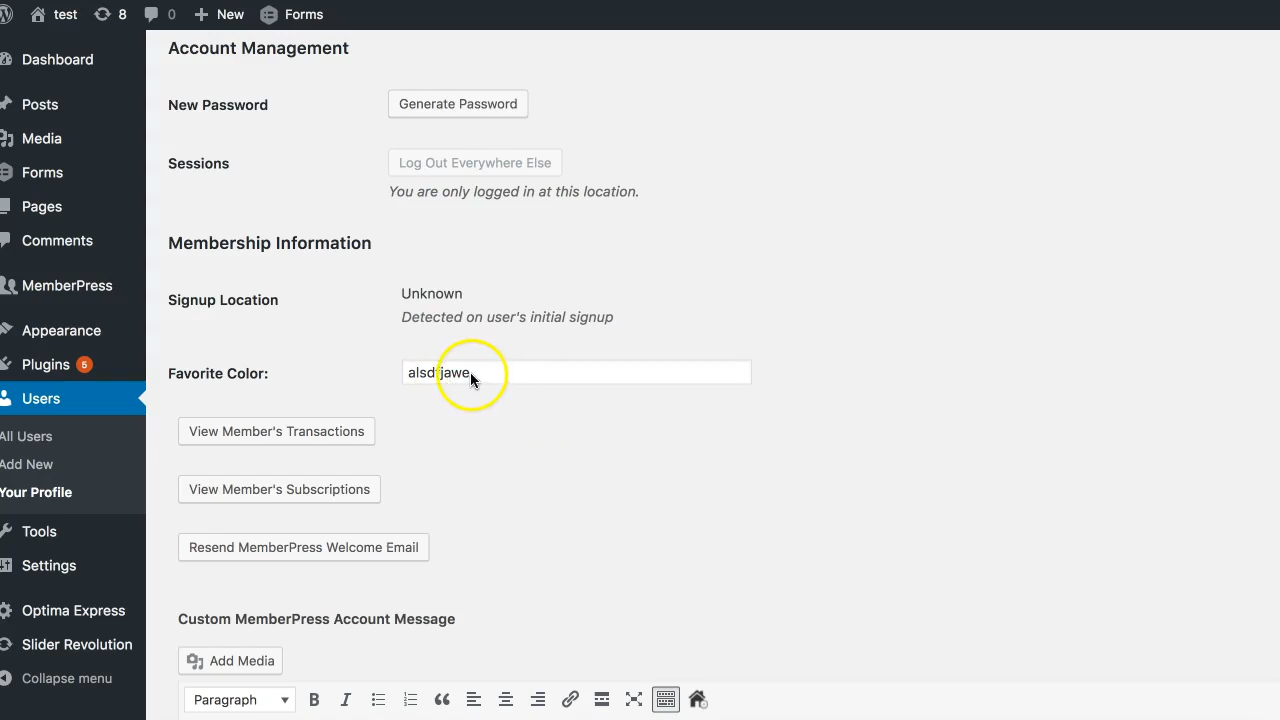 test 8 0 New Forms
Dashboard
Posts
Media
Forms
Pages
Comments
MemberPress
Appearance
Plugins 5
Users
All Users
Add New
Your Profile
Tools
Settings
Optima Express
Slider Revolution
Collapse menu
Account Management
New Password Generate Password
Sessions Log Out Everywhere Else
You are only logged in at this location.
Membership Information
Signup Location Unknown
Detected on user's initial signup
Favorite Color: alsdfjawe
View Member's Transactions
View Member's Subscriptions
Resend MemberPress Welcome Email
Custom MemberPress Account Message
Add Media
Paragraph B I